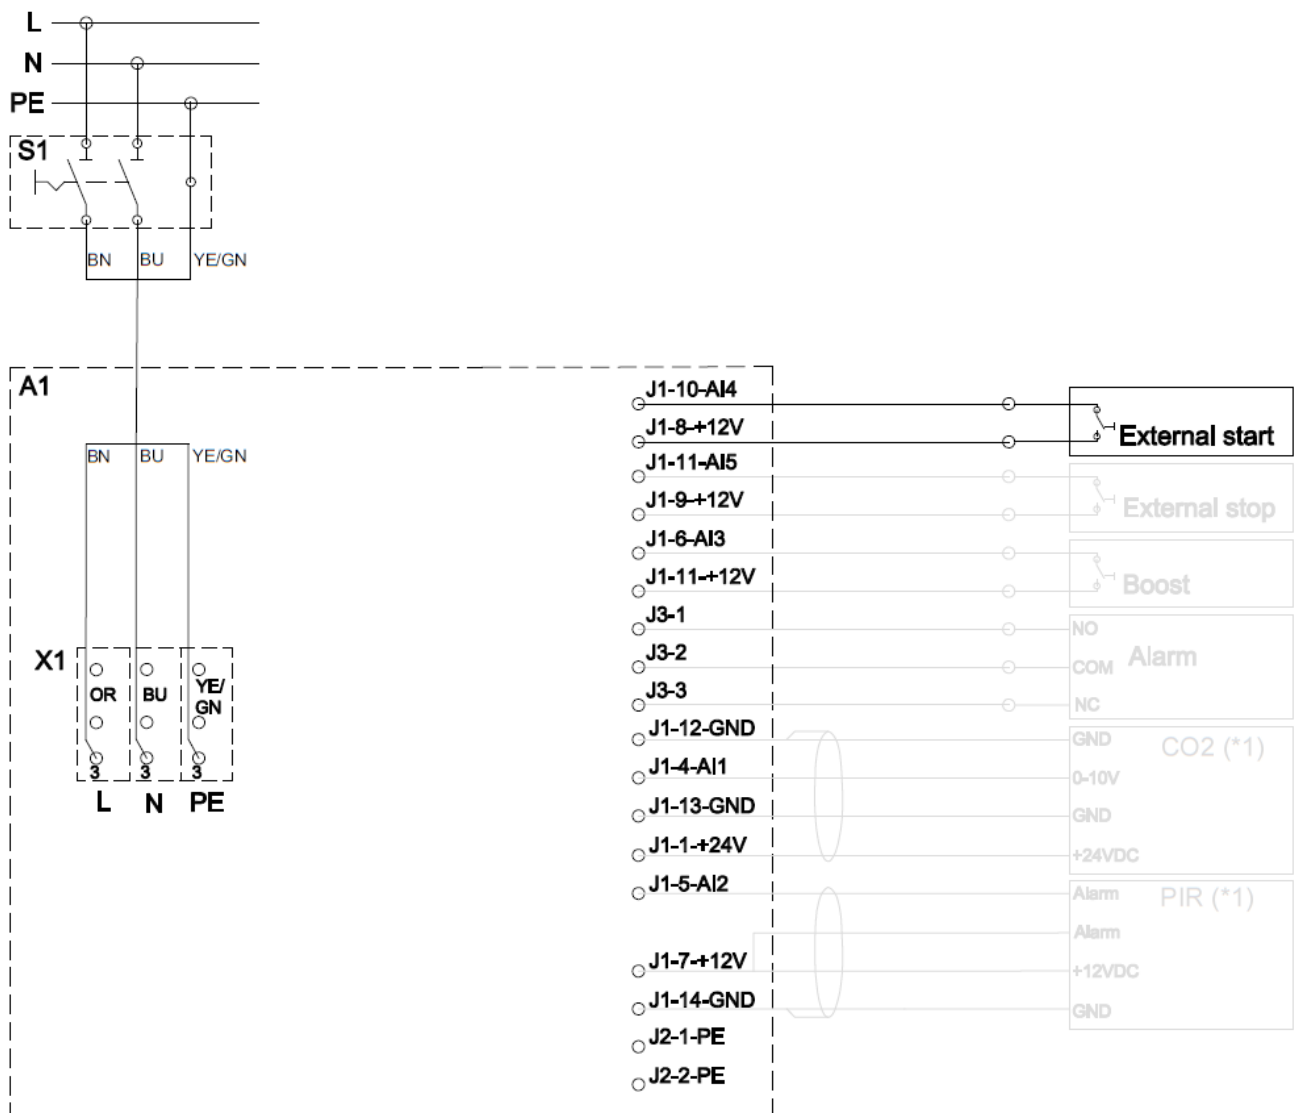 L
N
PE
S1
BN BU YE/GN
A1
J1-10-AI4
J1-8-+12V
External start
BN BU YE/GN
J1-11-AI5
J1-9-+12V
External stop
J1-6-AI3
J1-11-+12V
Boost
J3-1
NO
Alarm
X1
J3-2
COM
OR BU YE/
GN
J3-3
NC
J1-12-GND
GND
CO2 (*1)
3 3 3
J1-4-AI1
0-10V
L N PE
J1-13-GND
GND
J1-1-+24V
+24VDC
J1-5-AI2
Alarm
PIR (*1)
Alarm
J1-7-+12V
+12VDC
J1-14-GND
GND
J2-1-PE
J2-2-PE